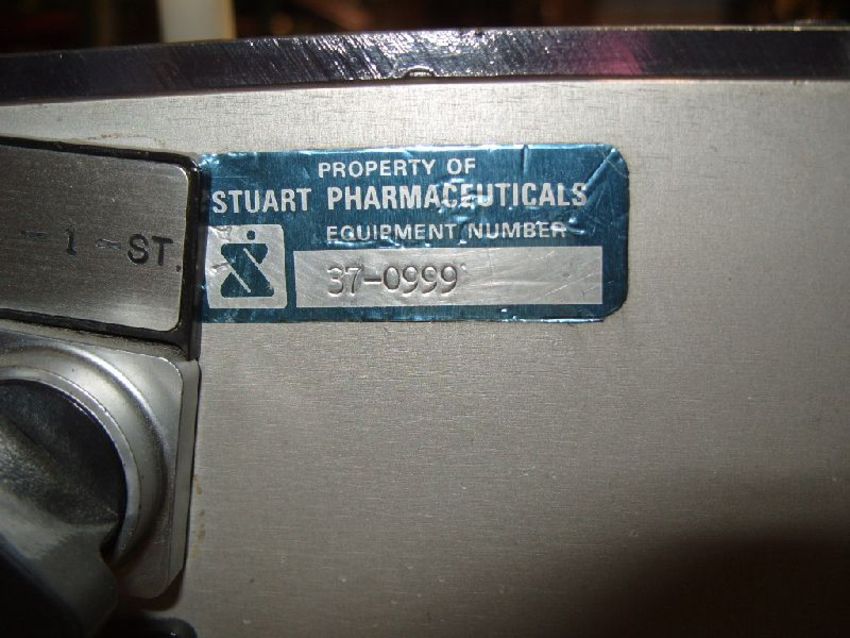 PROPERTY OF
STUART PHARMACEUTICALS
EQUIPMENT NUMBER
37-0999
-1-ST.